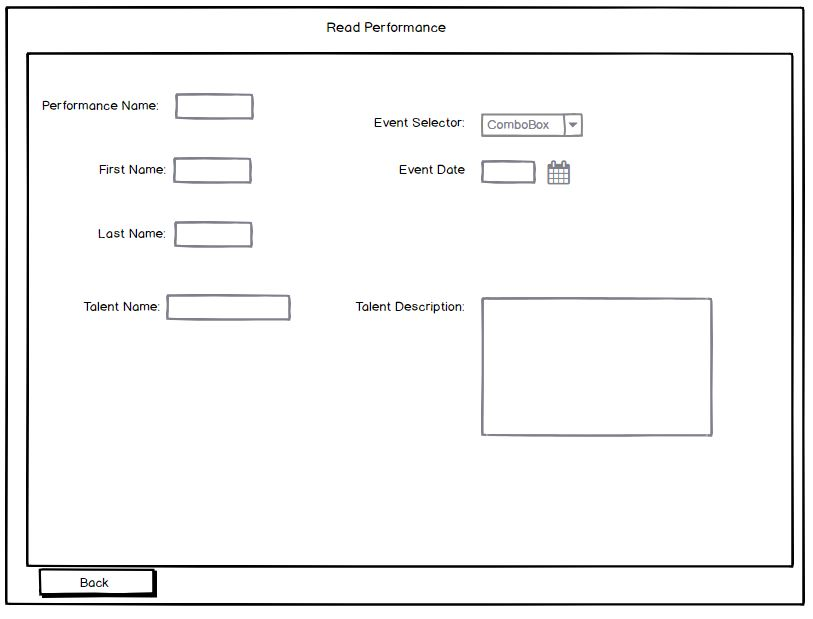 Read Performance
Performance Name:
Event Selector:
ComboBox
First Name:
Event Date
Last Name:
Talent Name:
Talent Description:
Back